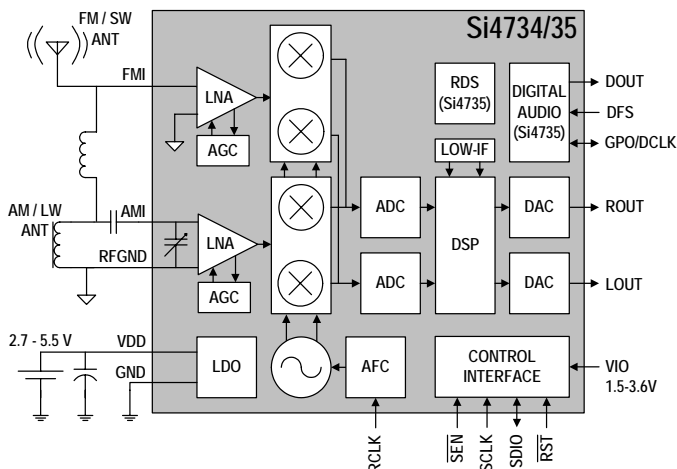 Si4734/35
FM / SW
ANT
FMI
LNA
AGC
RDS
(Si4735)
DIGITAL
AUDIO
(Si4735)
DOUT
DFS
GPO/DCLK
LOW-IF
AM / LW
ANT
AMI
RFGND
LNA
AGC
ADC
ADC
DSP
DAC
DAC
ROUT
LOUT
2.7 - 5.5 V
VDD
GND
LDO
AFC
CONTROL
INTERFACE
VIO
1.5-3.6V
RCLK
SEN
SCLK
SDIO
RST